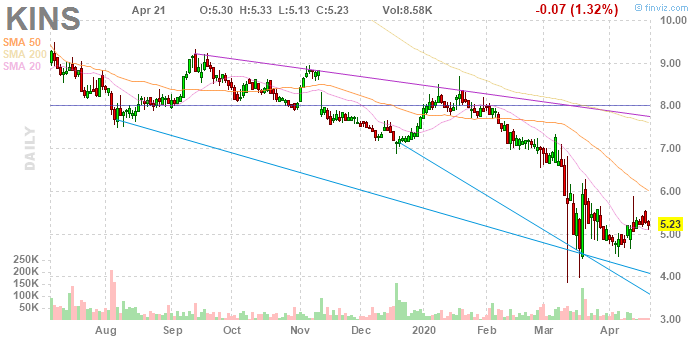 KINS Apr 21 O:5.30 H:5.33 L:5.13 C:5.23 Vol:8.58K -0.07 (1.32%)
© finviz.com
SMA 50
SMA 200
SMA 20
DAILY
10.00
9.00
8.00
7.00
6.00
5.23
5.00
4.00
3.00
250K
200K
150K
100K
50K
Aug Sep Oct Nov Dec 2020 Feb Mar Apr